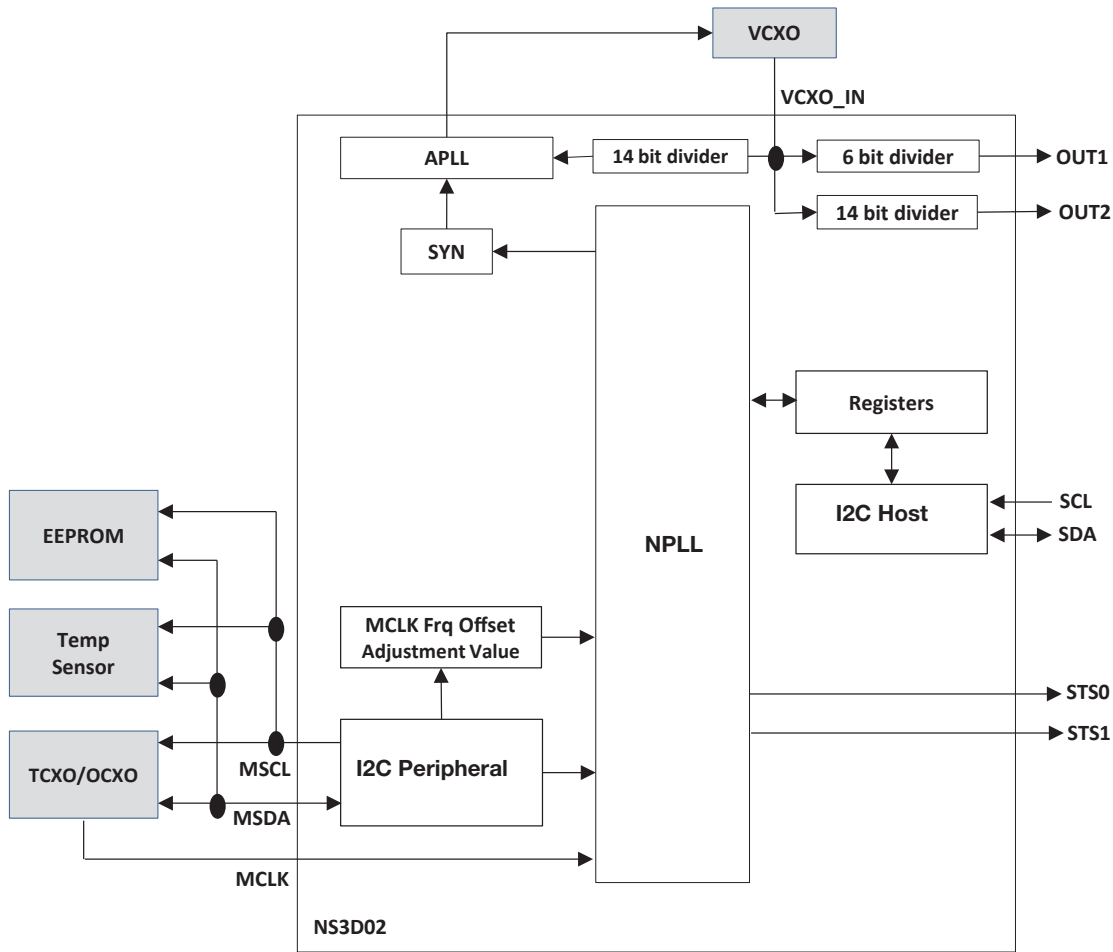 VCXO
VCXO_IN
APLL
14 bit divider
6 bit divider
OUT1
14 bit divider
OUT2
SYN
NPLL
Registers
I2C Host
SCL
SDA
EEPROM
Temp
Sensor
MCLK Frq Offset
Adjustment Value
STS0
STS1
TCXO/OCXO
MSCL
I2C Peripheral
MSDA
MCLK
NS3D02